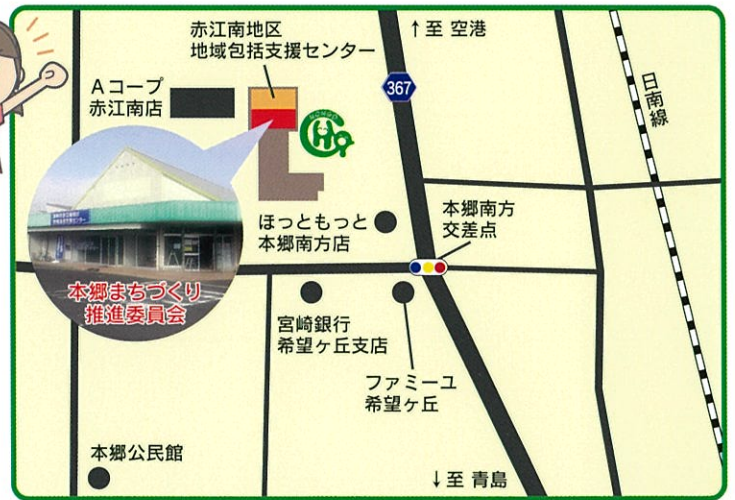 赤江南地区
地域包括支援センター
↑至 空港
Aコープ
赤江南店
367
日南線
HONGO
ほっともっと
本郷南方店
本郷南方
交差点
本郷まちづくり
推進委員会
宮崎銀行
希望ヶ丘支店
ファミーユ
希望ヶ丘
本郷公民館
↓至 青島